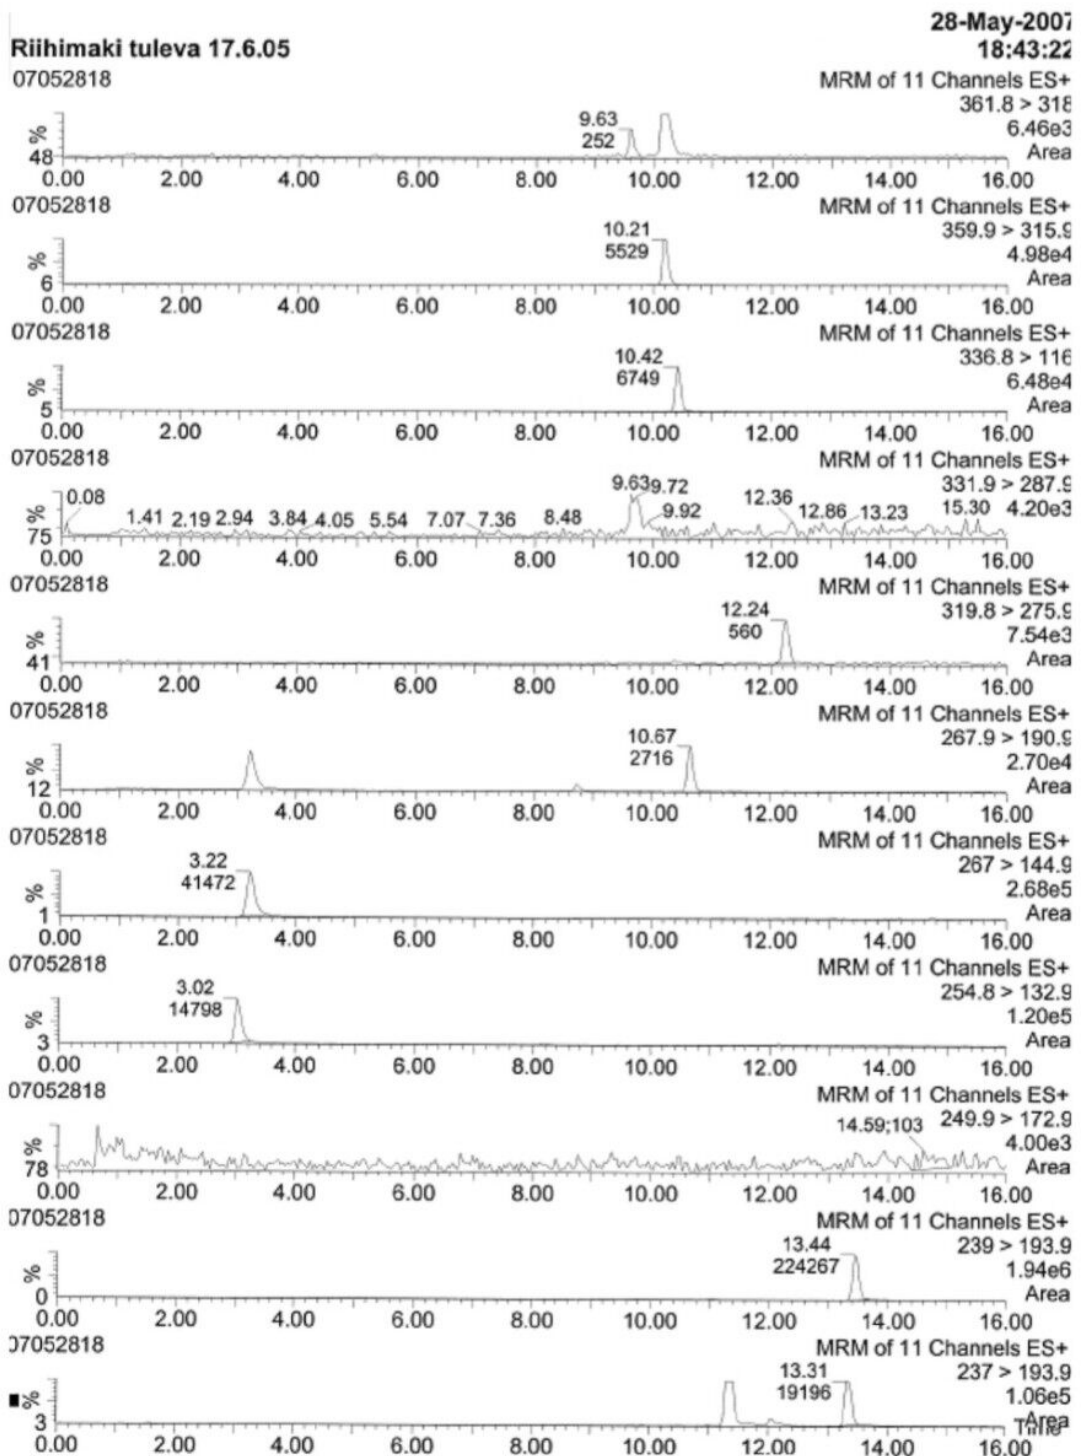 28-May-2007
Riihimaki tuleva 17.6.05 18:43:22
07052818 MRM of 11 Channels ES+
361.8 > 318
6.46e3
Area
9.63
252
%
48
0.00 2.00 4.00 6.00 8.00 10.00 12.00 14.00 16.00
07052818 MRM of 11 Channels ES+
359.9 > 315.9
4.98e4
Area
10.21
5529
%
6
0.00 2.00 4.00 6.00 8.00 10.00 12.00 14.00 16.00
07052818 MRM of 11 Channels ES+
336.8 > 116
6.48e4
Area
10.42
6749
%
5
0.00 2.00 4.00 6.00 8.00 10.00 12.00 14.00 16.00
07052818 MRM of 11 Channels ES+
331.9 > 287.9
4.20e3
0.08 1.41 2.19 2.94 3.84 4.05 5.54 7.07 7.36 8.48 9.63 9.72 9.92 12.36 12.86 13.23 15.30
%
75
0.00 2.00 4.00 6.00 8.00 10.00 12.00 14.00 16.00
07052818 MRM of 11 Channels ES+
319.8 > 275.9
7.54e3
Area
12.24
560
%
41
0.00 2.00 4.00 6.00 8.00 10.00 12.00 14.00 16.00
07052818 MRM of 11 Channels ES+
267.9 > 190.9
2.70e4
Area
10.67
2716
%
12
0.00 2.00 4.00 6.00 8.00 10.00 12.00 14.00 16.00
07052818 MRM of 11 Channels ES+
267 > 144.9
2.68e5
Area
3.22
41472
%
1
0.00 2.00 4.00 6.00 8.00 10.00 12.00 14.00 16.00
07052818 MRM of 11 Channels ES+
254.8 > 132.9
1.20e5
Area
3.02
14798
%
3
0.00 2.00 4.00 6.00 8.00 10.00 12.00 14.00 16.00
07052818 MRM of 11 Channels ES+
249.9 > 172.9
4.00e3
Area
14.59;103
%
78
0.00 2.00 4.00 6.00 8.00 10.00 12.00 14.00 16.00
07052818 MRM of 11 Channels ES+
239 > 193.9
1.94e6
Area
13.44
224267
%
0
0.00 2.00 4.00 6.00 8.00 10.00 12.00 14.00 16.00
07052818 MRM of 11 Channels ES+
237 > 193.9
1.06e5
Area
13.31
19196
%
3
Time
0.00 2.00 4.00 6.00 8.00 10.00 12.00 14.00 16.00